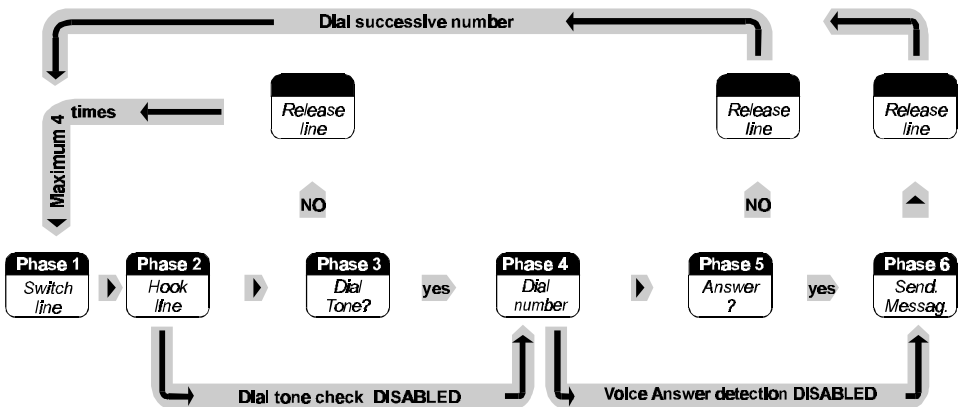 Dial successive number
Release
line
Release
line
Release
line
Maximum 4
times
NO
NO
Phase 1
Switch
line
Phase 2
Hook
line
Phase 3
Dial
Tone?
yes
Phase 4
Dial
number
Phase 5
Answer
?
yes
Phase 6
Send.
Messag.
Dial tone check DISABLED
Voice Answer detection DISABLED